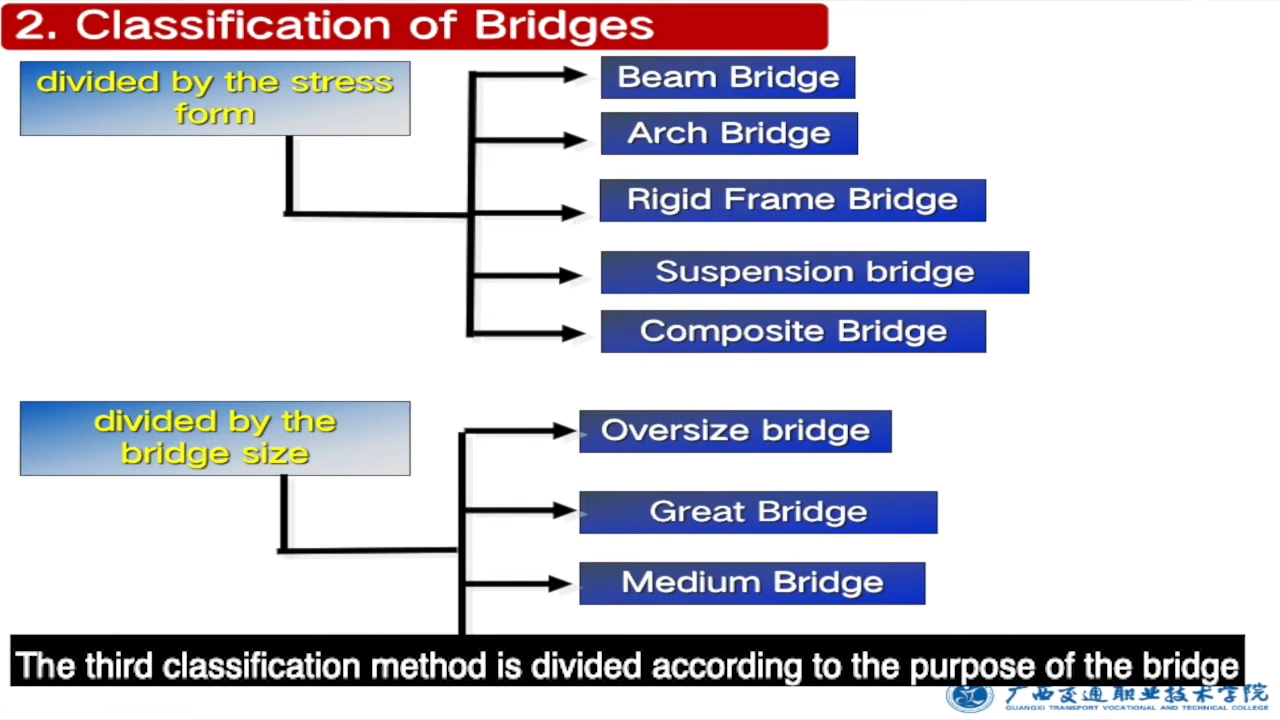 2. Classification of Bridges
divided by the stress
form
Beam Bridge
Arch Bridge
Rigid Frame Bridge
Suspension bridge
Composite Bridge
divided by the
bridge size
Oversize bridge
Great Bridge
Medium Bridge
The third classification method is divided according to the purpose of the bridge
广西交通职业技术学院
GUANGXI TRANSPORT VOCATIONAL AND TECHNICAL COLLEGE